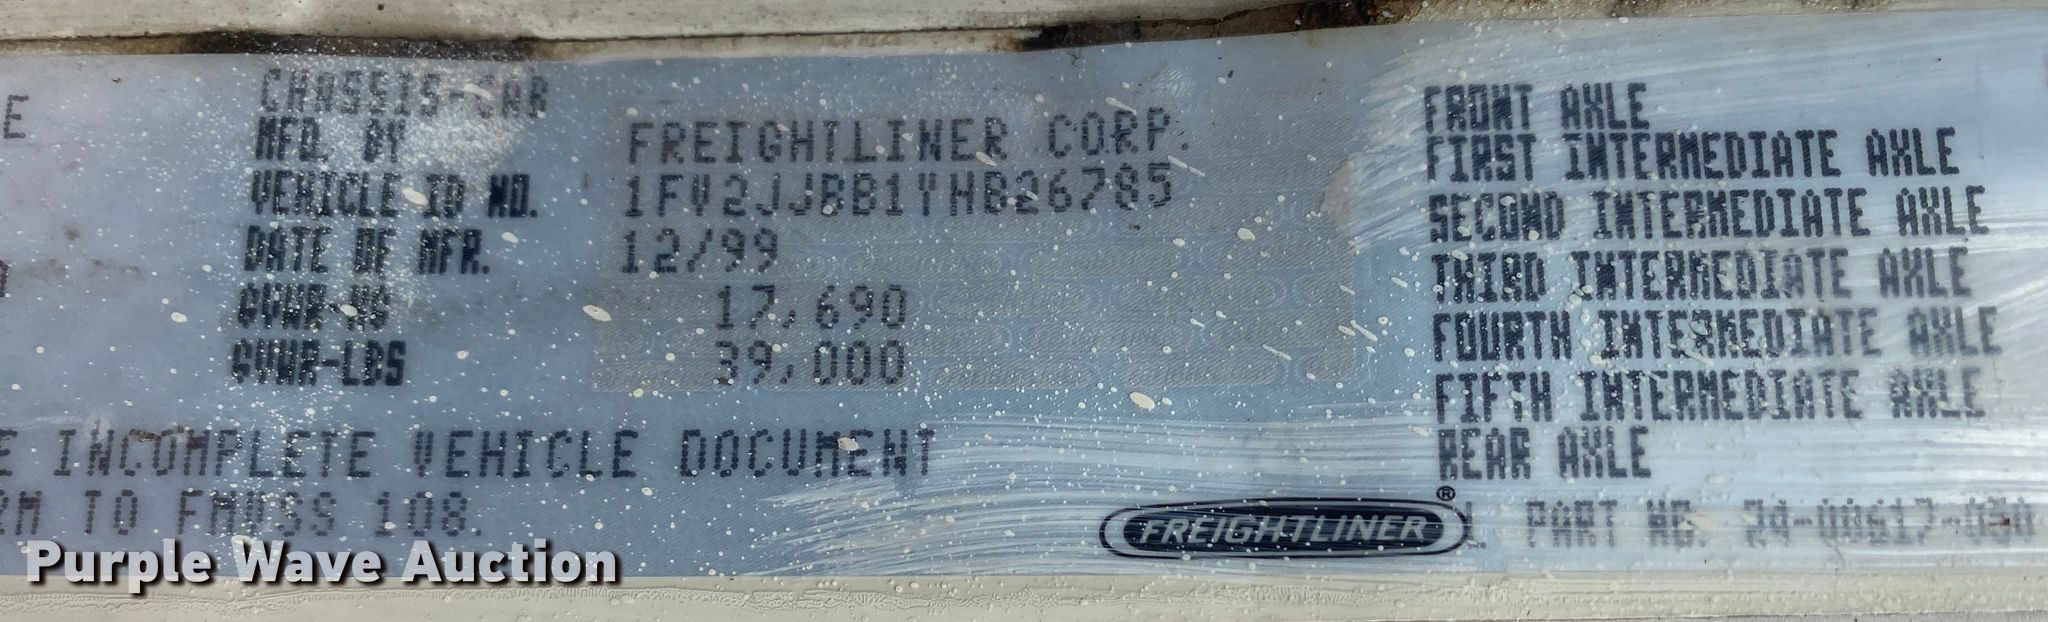 E
CHASSIS-CAB
MFD. BY FREIGHTLINER CORP.
VEHICLE ID NO. 1FV2JJBB1YHB26785
DATE OF MFR. 12/99
GVWR-KG 17,690
GVWR-LBS 39,000
E INCOMPLETE VEHICLE DOCUMENT
RM TO FMVSS 108.
FRONT AXLE
FIRST INTERMEDIATE AXLE
SECOND INTERMEDIATE AXLE
THIRD INTERMEDIATE AXLE
FOURTH INTERMEDIATE AXLE
FIFTH INTERMEDIATE AXLE
REAR AXLE
FREIGHTLINER®
L PART NO.
Purple Wave Auction